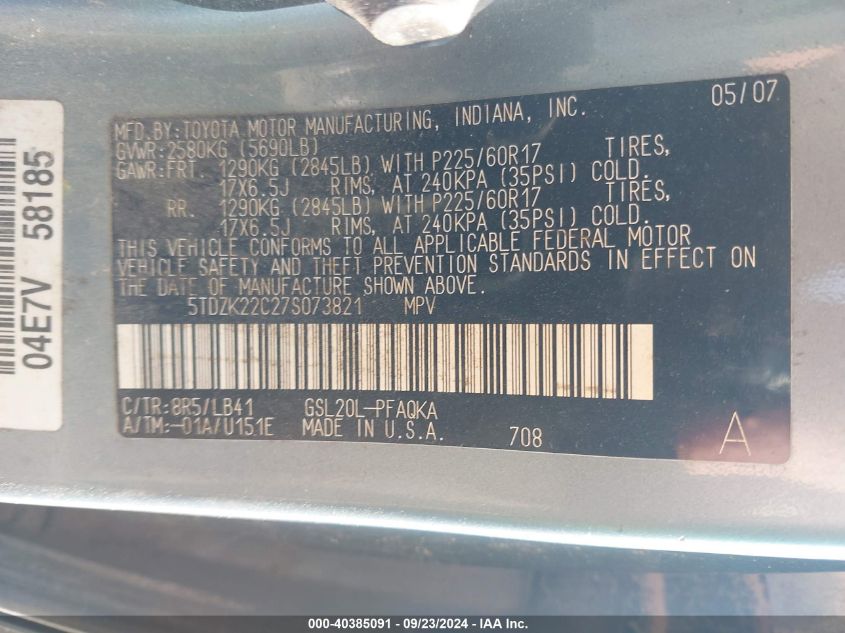 04E7V 58185
05/07
MFD.BY:TOYOTA MOTOR MANUFACTURING, INDIANA, INC.
GVWR:2580KG (5690LB)
GAWR:FRT. 1290KG (2845LB) WITH P225/60R17 TIRES,
17X6.5J RIMS, AT 240KPA (35PSI) COLD.
RR. 1290KG (2845LB) WITH P225/60R17 TIRES,
17X6.5J RIMS, AT 240KPA (35PSI) COLD.
THIS VEHICLE CONFORMS TO ALL APPLICABLE FEDERAL MOTOR
VEHICLE SAFETY AND THEFT PREVENTION STANDARDS IN EFFECT ON
THE DATE OF MANUFACTURE SHOWN ABOVE.
5TDZK22C27S073821 MPV
C/TR:8R5/LB41 GSL20L-PFAQKA
A/TM:-01A/U151E MADE IN U.S.A. 708 A
000-40385091 - 09/23/2024 - IAA Inc.